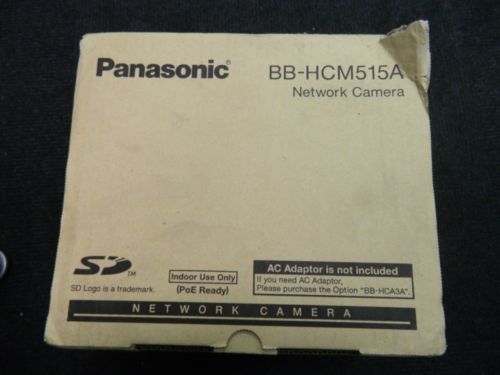 Panasonic®
BB-HCM515A
Network Camera
SD™
SD Logo is a trademark.
Indoor Use Only
(PoE Ready)
AC Adaptor is not included
If you need AC Adaptor,
Please purchase the Option "BB-HCA3A".
NETWORK CAMERA